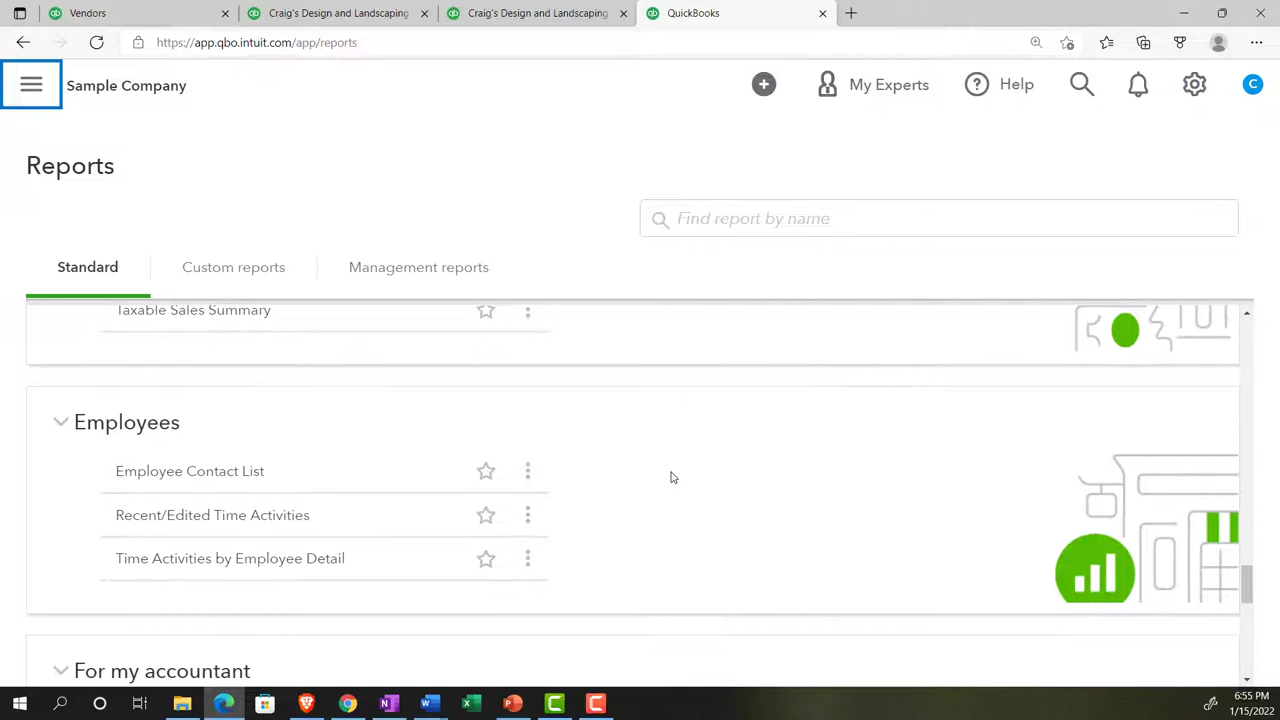 Vendors
Craig's Design and Landscaping
Craig's Design and Landscaping
QuickBooks
https://app.qbo.intuit.com/app/reports
Sample Company
My Experts
Help
C
Reports
Find report by name
Standard
Custom reports
Management reports
Taxable Sales Summary
Employees
Employee Contact List
Recent/Edited Time Activities
Time Activities by Employee Detail
For my accountant
6:55 PM
1/15/2022